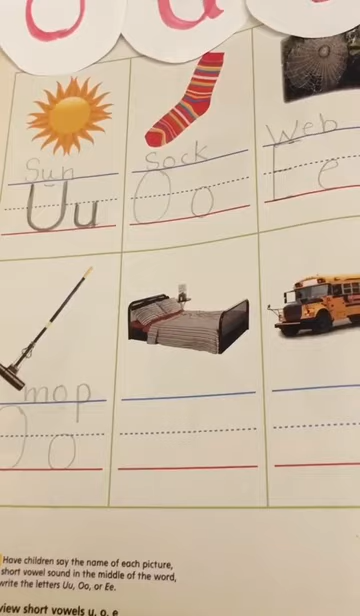 Sun Sock Web
Uu Oo Ee
mop
Oo
Have children say the name of each picture,
short vowel sound in the middle of the word,
write the letters Uu, Oo, or Ee.
view short vowels u, o, e